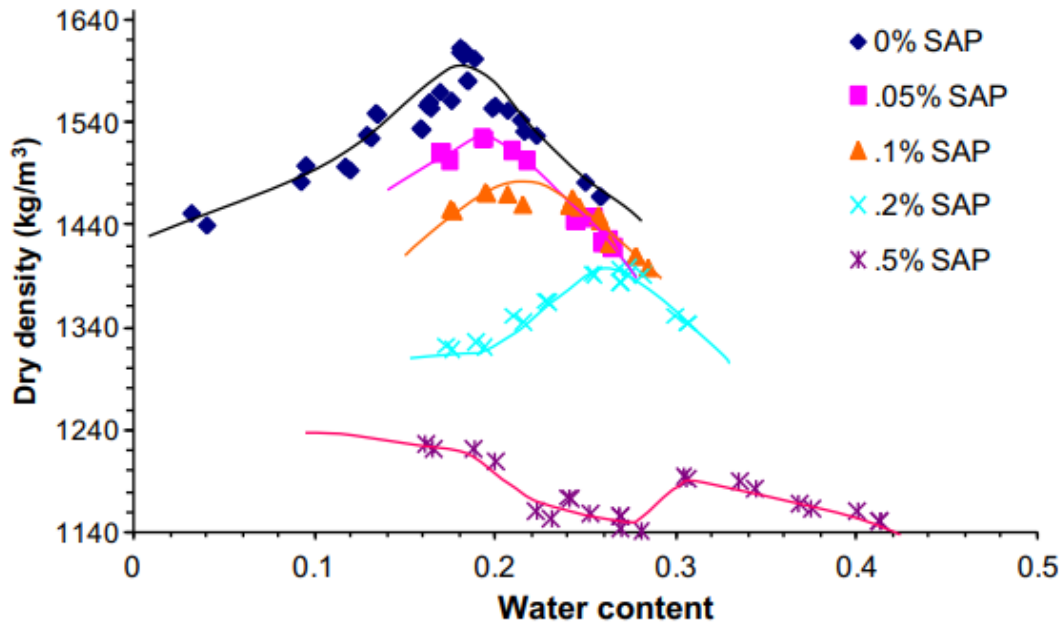 1640
1540
1440
1340
1240
1140
Dry density (kg/m³)
0% SAP
.05% SAP
.1% SAP
.2% SAP
.5% SAP
0 0.1 0.2 0.3 0.4 0.5
Water content